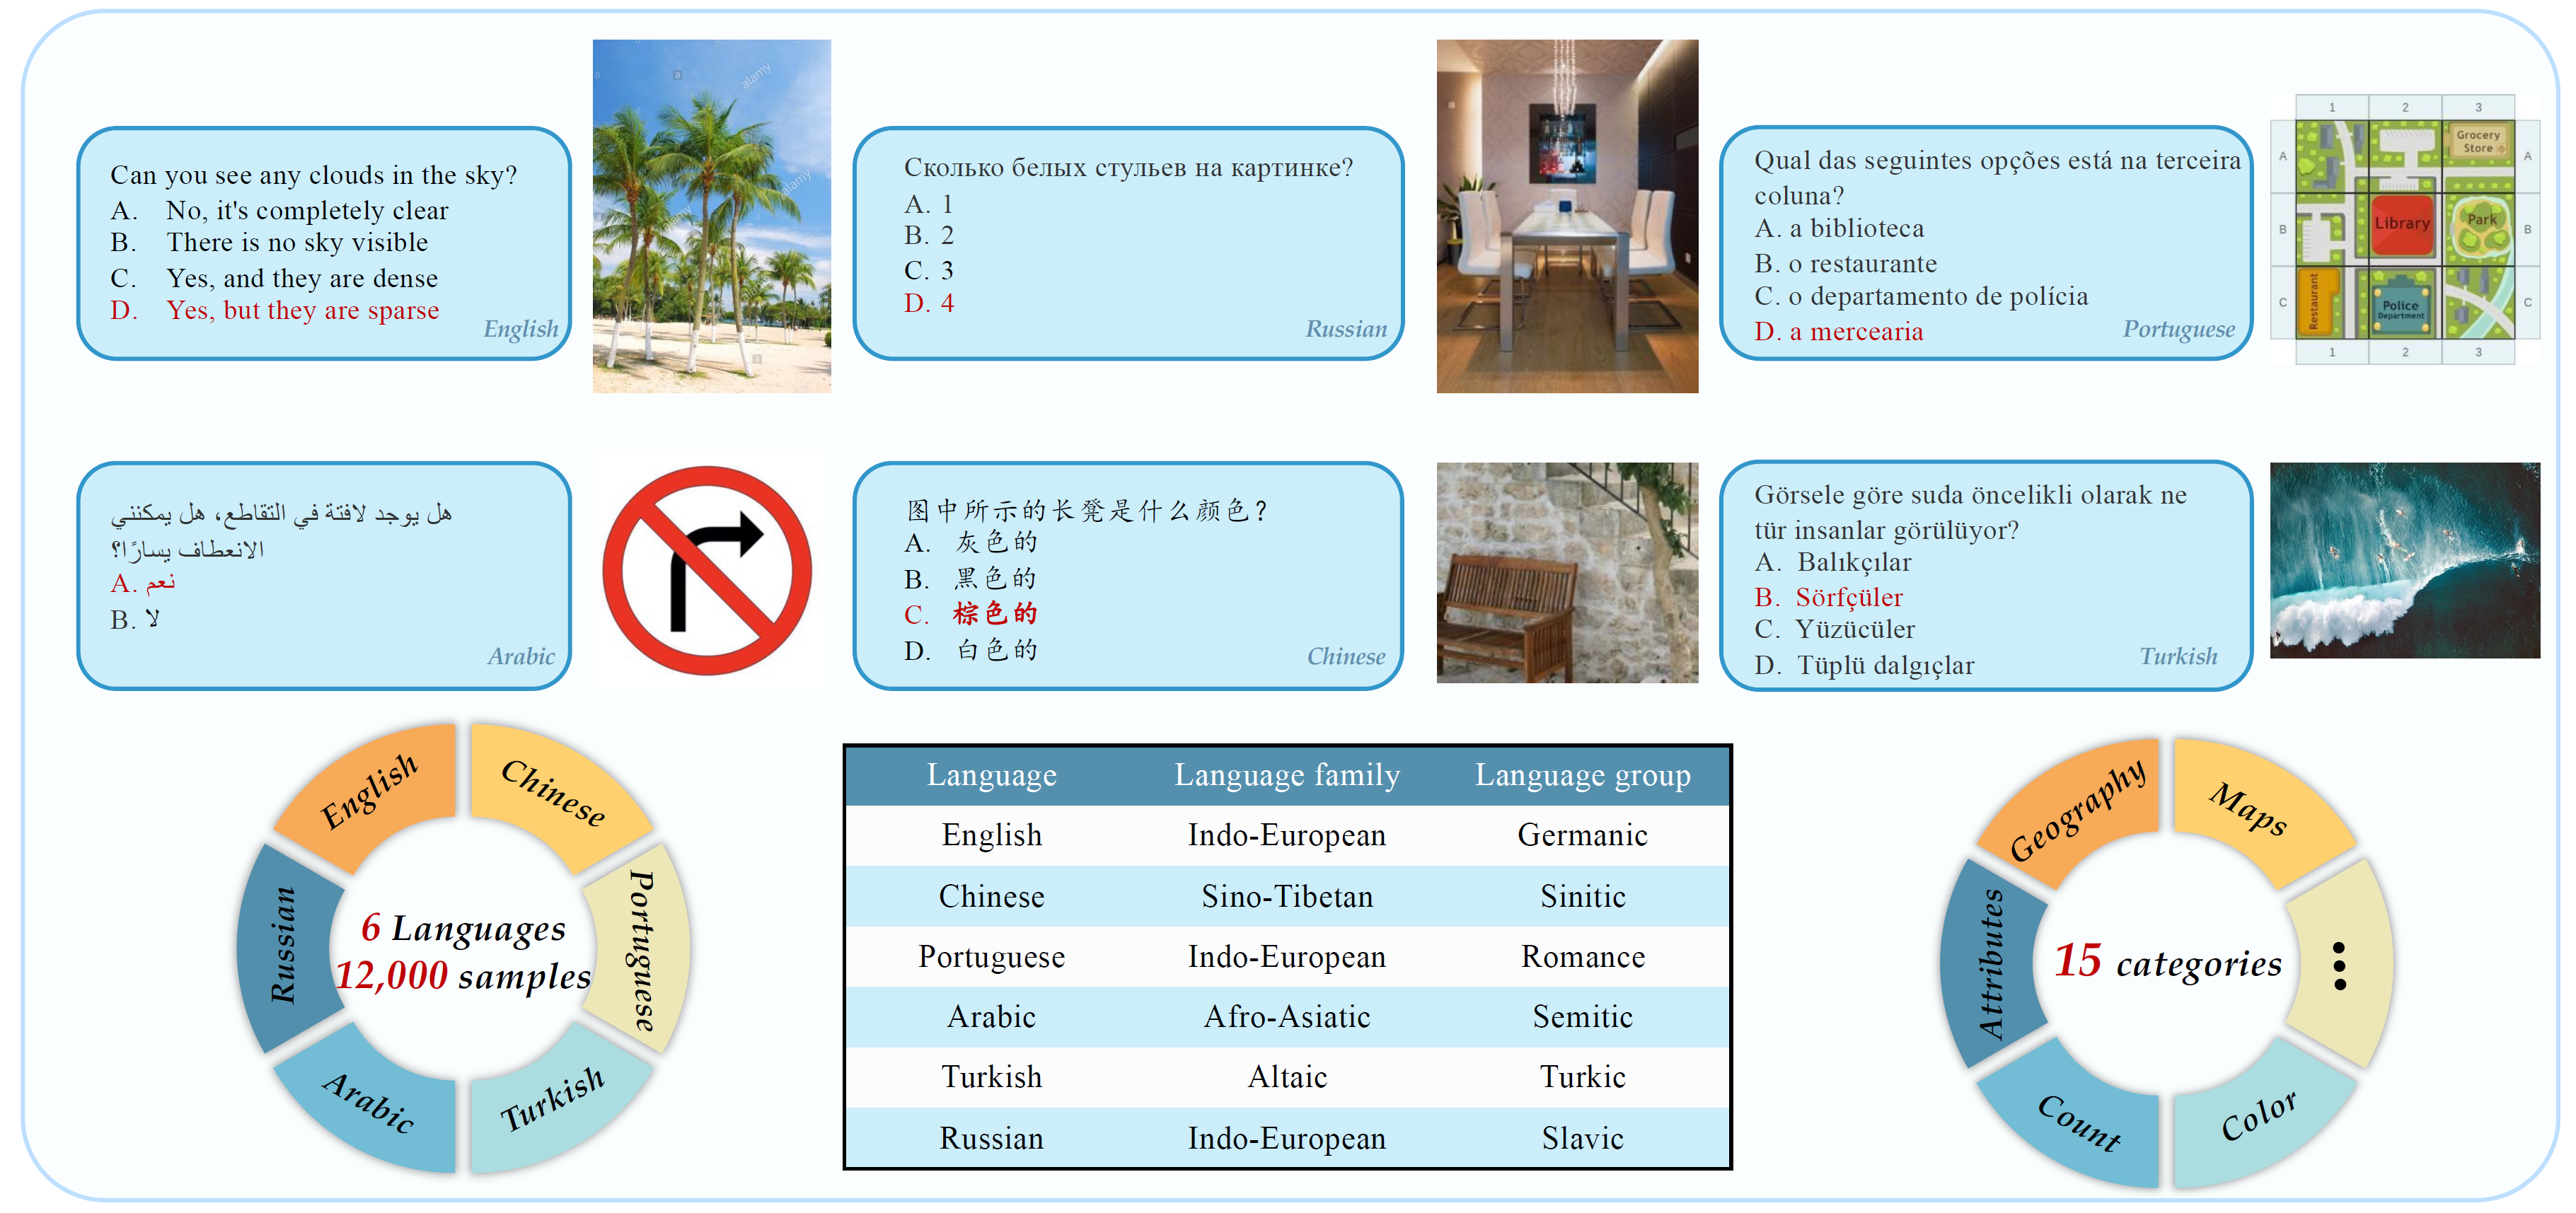 Can you see any clouds in the sky?
A. No, it's completely clear
B. There is no sky visible
C. Yes, and they are dense
D. Yes, but they are sparse
English
a
alamy
a
alamy
a
Сколько белых стульев на картинке?
A. 1
B. 2
C. 3
D. 4
Russian
Qual das seguintes opções está na terceira
coluna?
A. a biblioteca
B. o restaurante
C. o departamento de polícia
D. a mercearia
Portuguese
1 2 3
A Grocery Store A
B Library Park B
C Restaurant Police Department C
1 2 3
هل يوجد لافتة في التقاطع، هل يمكنني
الانعطاف يسارًا؟
A. نعم
B. لا
Arabic
图中所示的长凳是什么颜色？
A. 灰色的
B. 黑色的
C. 棕色的
D. 白色的
Chinese
Görsele göre suda öncelikli olarak ne
tür insanlar görülüyor?
A. Balıkçılar
B. Sörfçüler
C. Yüzücüler
D. Tüplü dalgıçlar
Turkish
English
Chinese
Portuguese
Turkish
Arabic
Russian
6 Languages
12,000 samples
Language Language family Language group
English Indo-European Germanic
Chinese Sino-Tibetan Sinitic
Portuguese Indo-European Romance
Arabic Afro-Asiatic Semitic
Turkish Altaic Turkic
Russian Indo-European Slavic
Geography
Maps
...
Color
Count
Attributes
15 categories